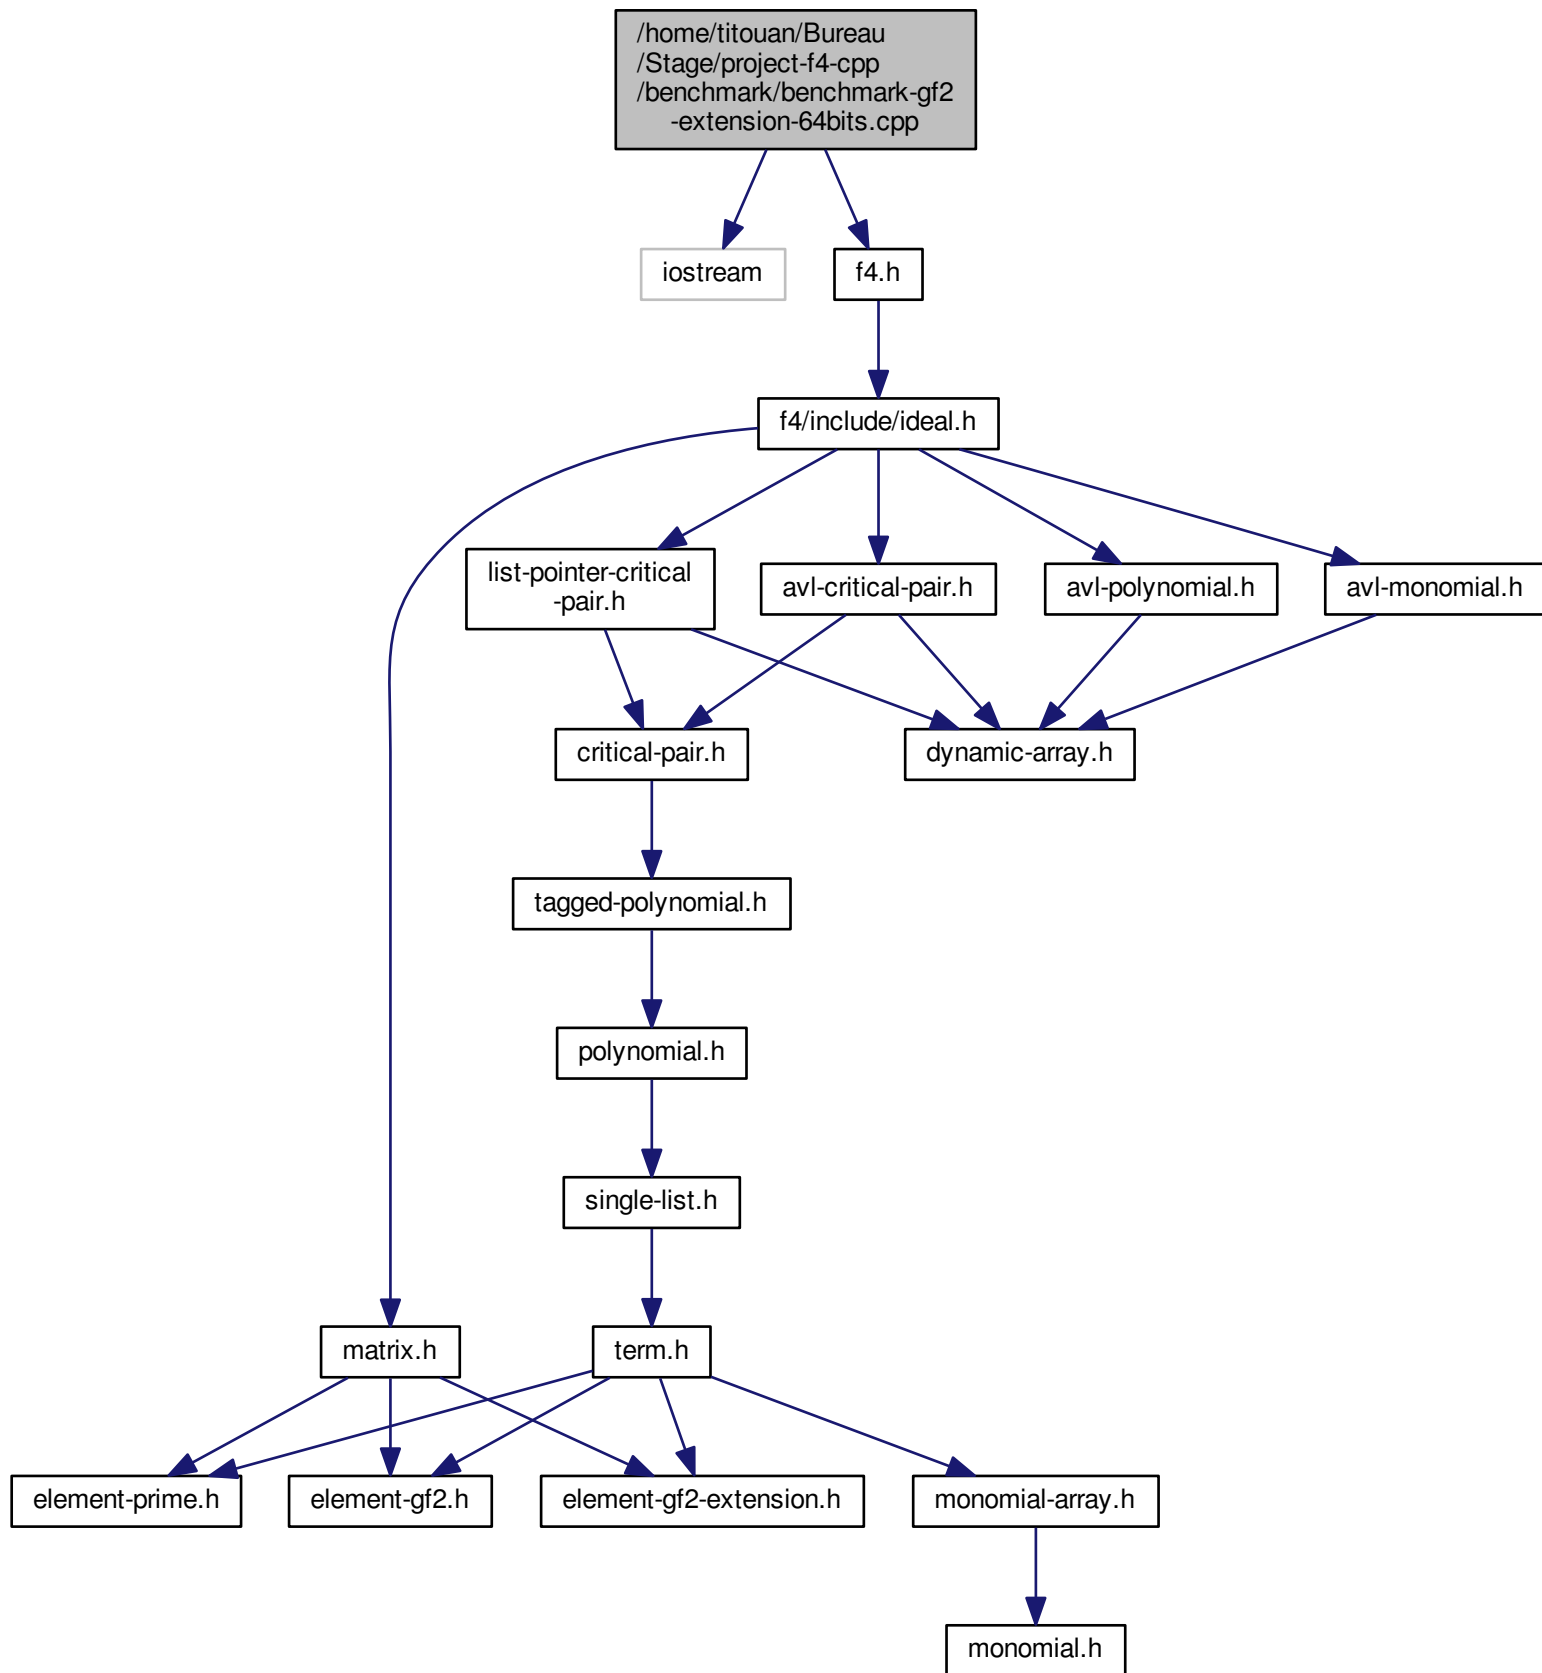 /home/titouan/Bureau
/Stage/project-f4-cpp
/benchmark/benchmark-gf2
-extension-64bits.cpp
iostream
f4.h
f4/include/ideal.h
list-pointer-critical
-pair.h
avl-critical-pair.h
avl-polynomial.h
avl-monomial.h
critical-pair.h
dynamic-array.h
tagged-polynomial.h
polynomial.h
single-list.h
matrix.h
term.h
element-prime.h
element-gf2.h
element-gf2-extension.h
monomial-array.h
monomial.h